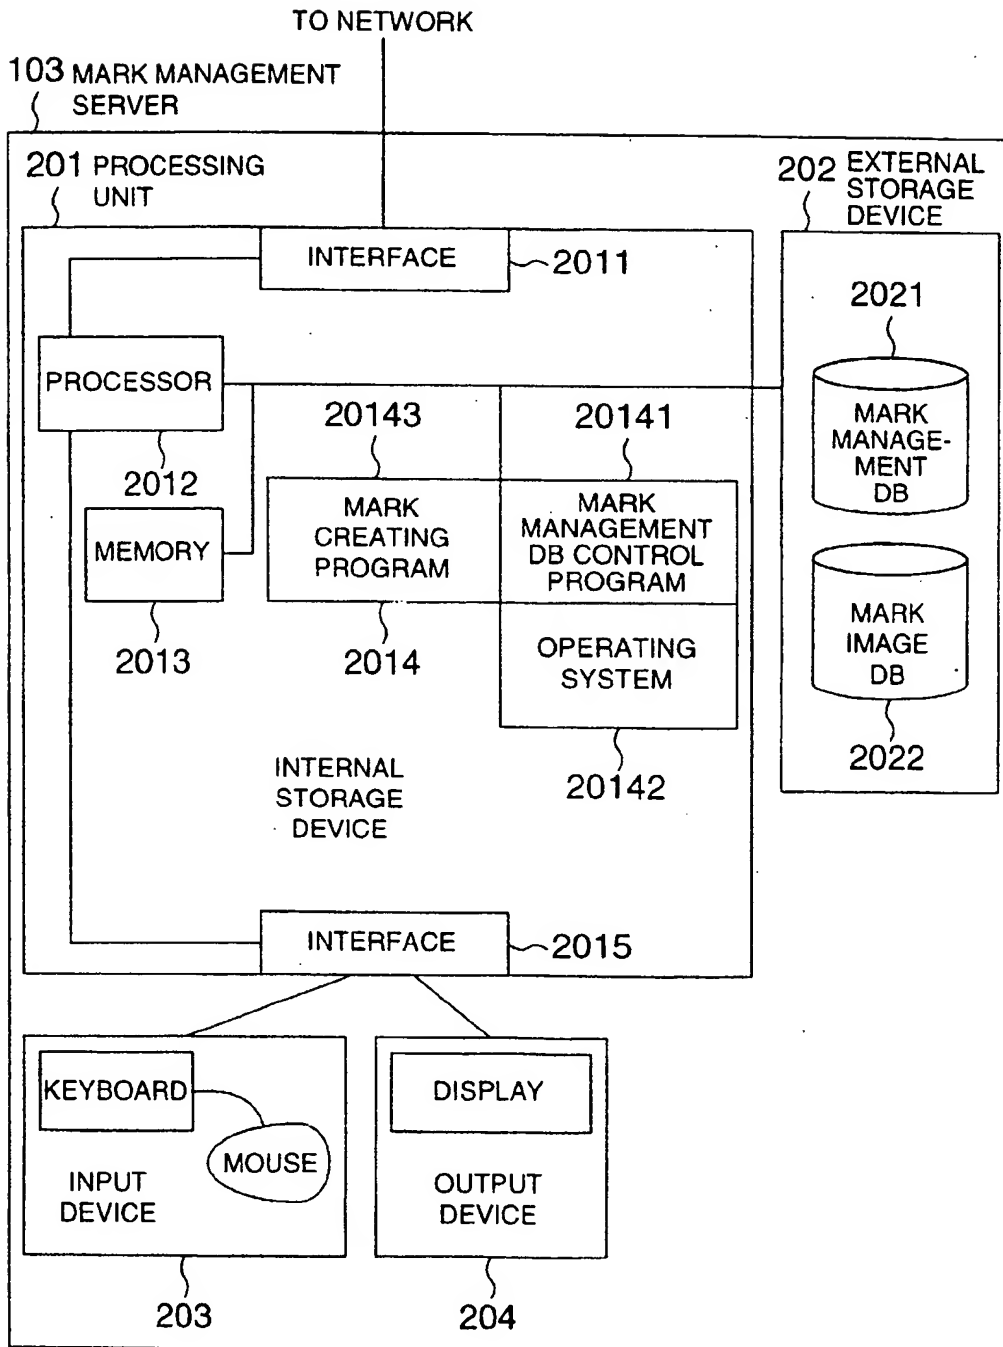 TO NETWORK
103 MARK MANAGEMENT
SERVER
201 PROCESSING
UNIT
202 EXTERNAL
STORAGE
DEVICE
INTERFACE
2011
2021
PROCESSOR
2012
20143
20141
MARK
MANAGE-
MENT
DB
MEMORY
2013
MARK
CREATING
PROGRAM
2014
MARK
MANAGEMENT
DB CONTROL
PROGRAM
OPERATING
SYSTEM
20142
MARK
IMAGE
DB
2022
INTERNAL
STORAGE
DEVICE
INTERFACE
2015
KEYBOARD
MOUSE
INPUT
DEVICE
203
DISPLAY
OUTPUT
DEVICE
204